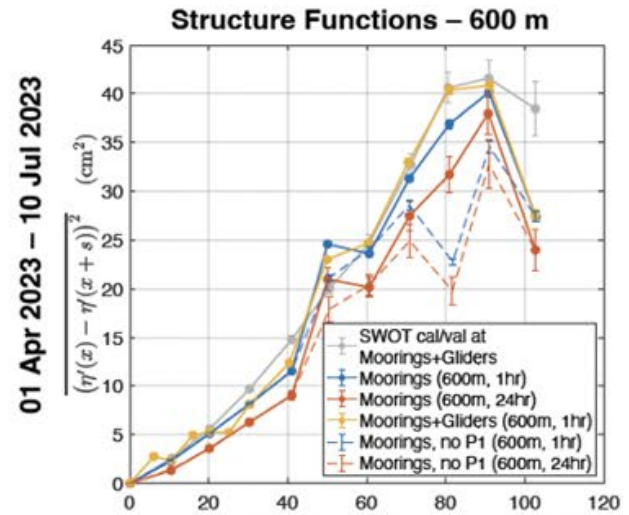 Structure Functions – 600 m
01 Apr 2023 – 10 Jul 2023
(η′(x) − η′(x + s))² (cm²)
45
40
35
30
25
20
15
10
5
0
SWOT cal/val at
Moorings+Gliders
Moorings (600m, 1hr)
Moorings (600m, 24hr)
Moorings+Gliders (600m, 1hr)
Moorings, no P1 (600m, 1hr)
Moorings, no P1 (600m, 24hr)
0 20 40 60 80 100 120